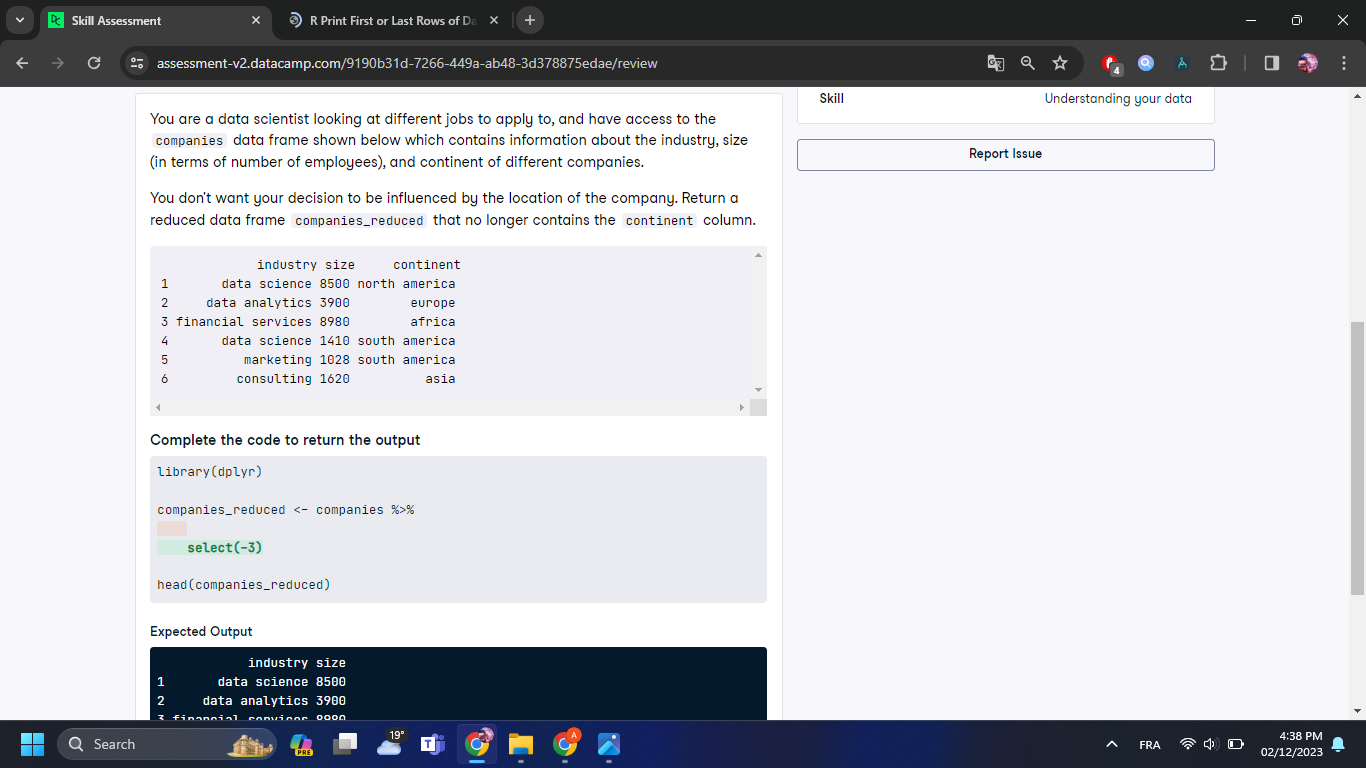 Skill Assessment
R Print First or Last Rows of Da
assessment-v2.datacamp.com/9190b31d-7266-449a-ab48-3d378875edae/review
4
You are a data scientist looking at different jobs to apply to, and have access to the
companies data frame shown below which contains information about the industry, size
(in terms of number of employees), and continent of different companies.
You don't want your decision to be influenced by the location of the company. Return a
reduced data frame companies_reduced that no longer contains the continent column.
industry size continent
1 data science 8500 north america
2 data analytics 3900 europe
3 financial services 8980 africa
4 data science 1410 south america
5 marketing 1028 south america
6 consulting 1620 asia
Complete the code to return the output
library(dplyr)
companies_reduced <- companies %>%
select(-3)
head(companies_reduced)
Expected Output
industry size
1 data science 8500
2 data analytics 3900
3 financial services 8980
Skill Understanding your data
Report Issue
Search
PRE
19°
A
FRA
4:38 PM
02/12/2023